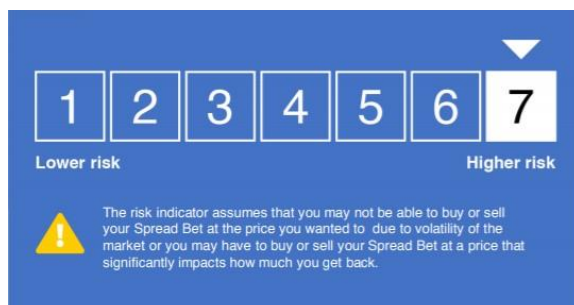 1 2 3 4 5 6 7
Lower risk Higher risk
The risk indicator assumes that you may not be able to buy or sell
your Spread Bet at the price you wanted to due to volatility of the
market or you may have to buy or sell your Spread Bet at a price that
significantly impacts how much you get back.